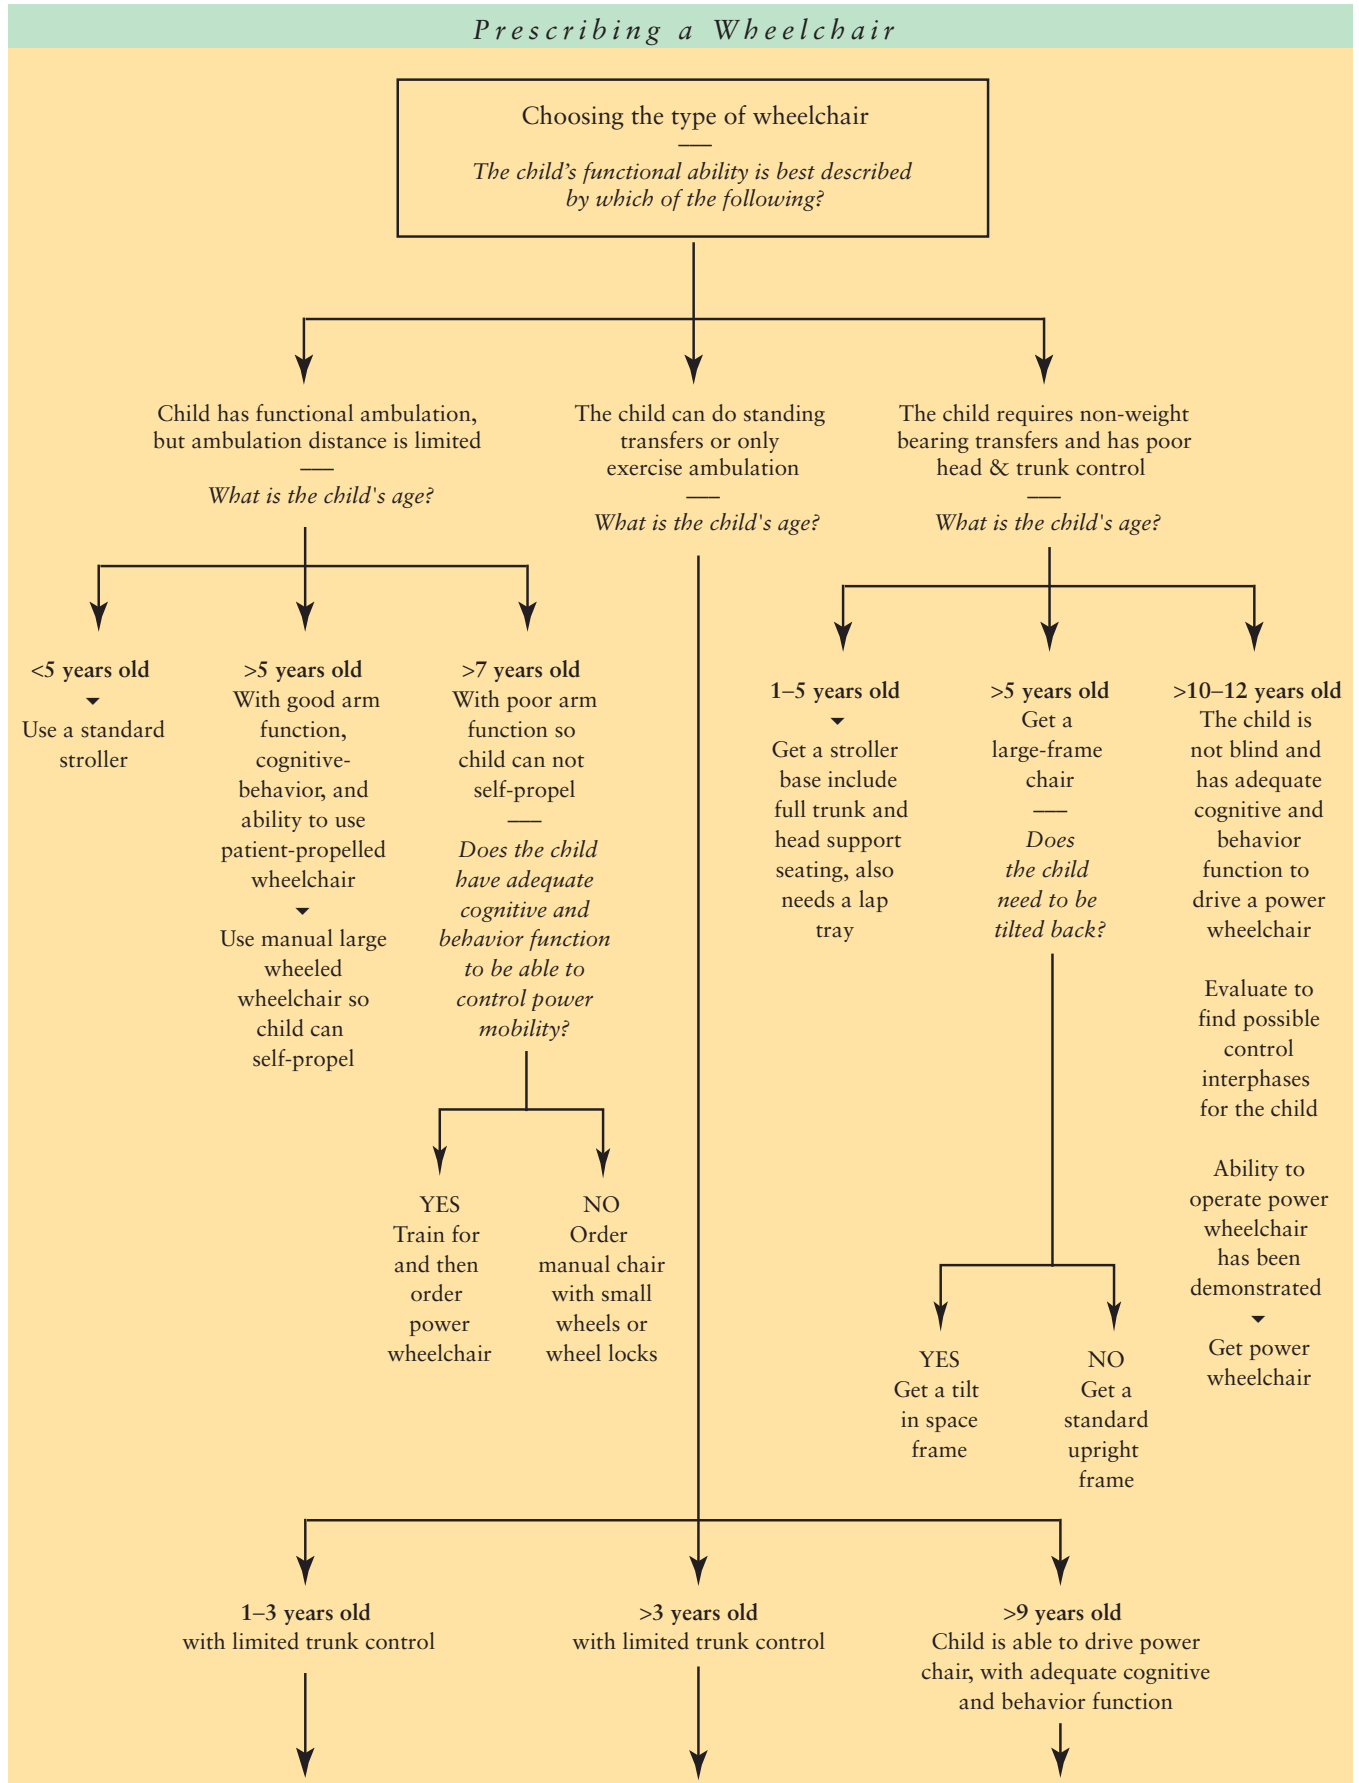 Prescribing a Wheelchair
Choosing the type of wheelchair
The child’s functional ability is best described
by which of the following?
Child has functional ambulation,
but ambulation distance is limited
What is the child's age?
<5 years old
Use a standard
stroller
>5 years old
With good arm
function,
cognitive-
behavior, and
ability to use
patient-propelled
wheelchair
Use manual large
wheeled
wheelchair so
child can
self-propel
>7 years old
With poor arm
function so
child can not
self-propel
Does the child
have adequate
cognitive and
behavior function
to be able to
control power
mobility?
YES
Train for
and then
order
power
wheelchair
NO
Order
manual chair
with small
wheels or
wheel locks
The child can do standing
transfers or only
exercise ambulation
What is the child's age?
The child requires non-weight
bearing transfers and has poor
head & trunk control
What is the child's age?
1–5 years old
Get a stroller
base include
full trunk and
head support
seating, also
needs a lap
tray
>5 years old
Get a
large-frame
chair
Does
the child
need to be
tilted back?
YES
Get a tilt
in space
frame
NO
Get a
standard
upright
frame
>10–12 years old
The child is
not blind and
has adequate
cognitive and
behavior
function to
drive a power
wheelchair
Evaluate to
find possible
control
interphases
for the child
Ability to
operate power
wheelchair
has been
demonstrated
Get power
wheelchair
1–3 years old
with limited trunk control
>3 years old
with limited trunk control
>9 years old
Child is able to drive power
chair, with adequate cognitive
and behavior function